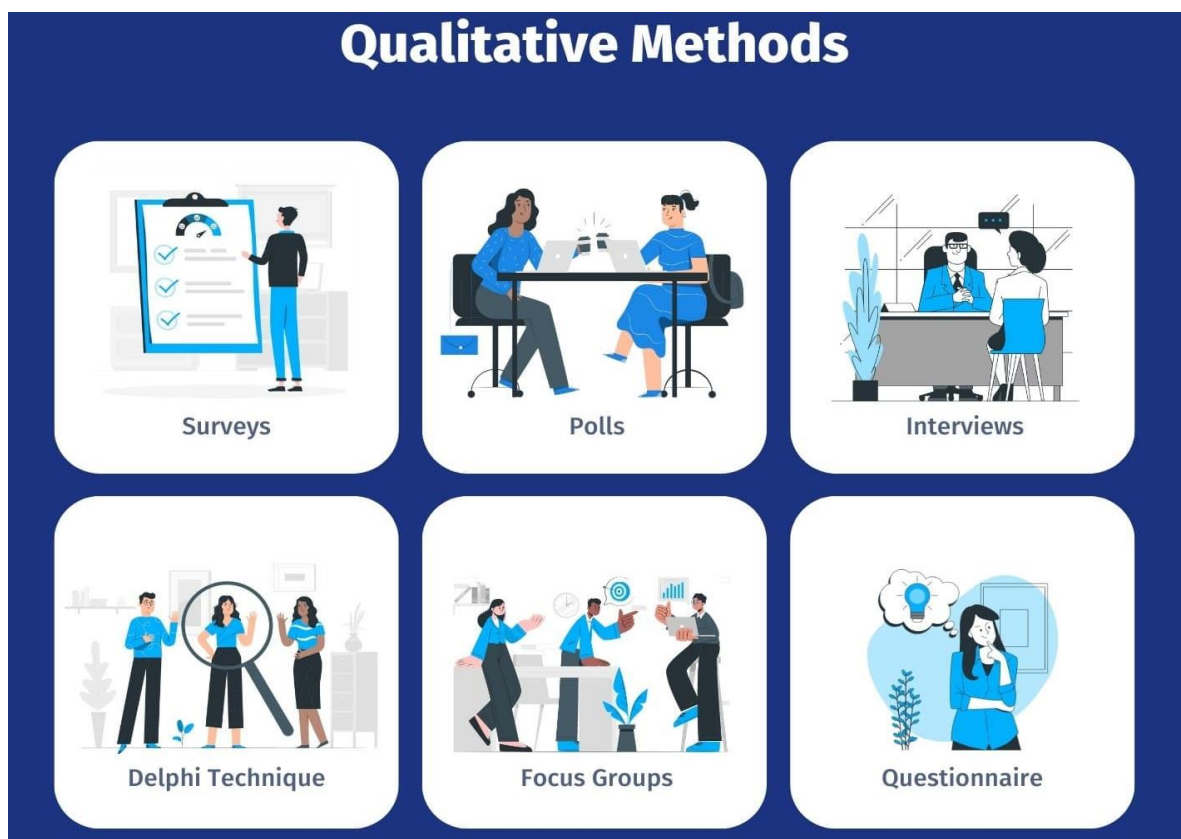 Qualitative Methods
Surveys
Polls
Interviews
Delphi Technique
Focus Groups
Questionnaire